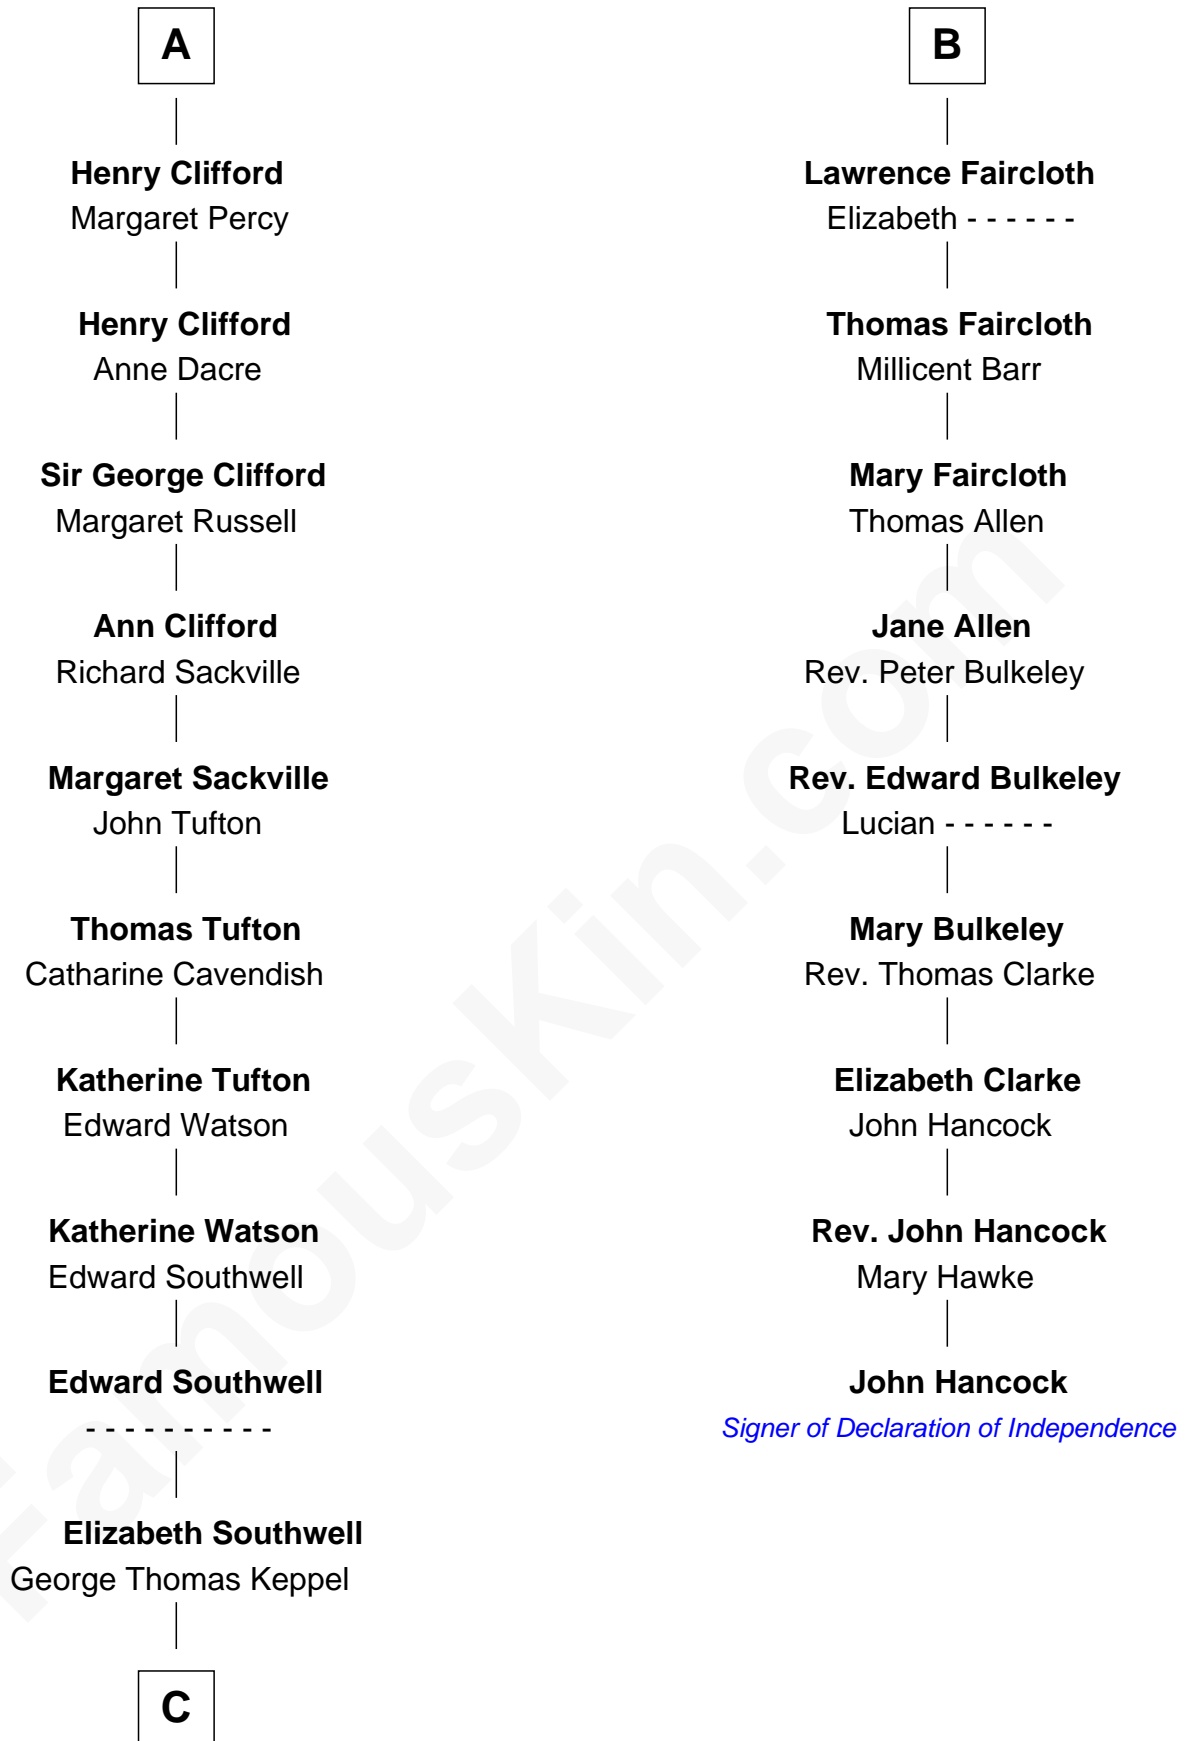 A
Henry Clifford
Margaret Percy
Henry Clifford
Anne Dacre
Sir George Clifford
Margaret Russell
Ann Clifford
Richard Sackville
Margaret Sackville
John Tufton
Thomas Tufton
Catharine Cavendish
Katherine Tufton
Edward Watson
Katherine Watson
Edward Southwell
Edward Southwell
- - - - - - - - - -
Elizabeth Southwell
George Thomas Keppel
C
B
Lawrence Faircloth
Elizabeth - - - - - -
Thomas Faircloth
Millicent Barr
Mary Faircloth
Thomas Allen
Jane Allen
Rev. Peter Bulkeley
Rev. Edward Bulkeley
Lucian - - - - - -
Mary Bulkeley
Rev. Thomas Clarke
Elizabeth Clarke
John Hancock
Rev. John Hancock
Mary Hawke
John Hancock
Signer of Declaration of Independence
FamousKin.com